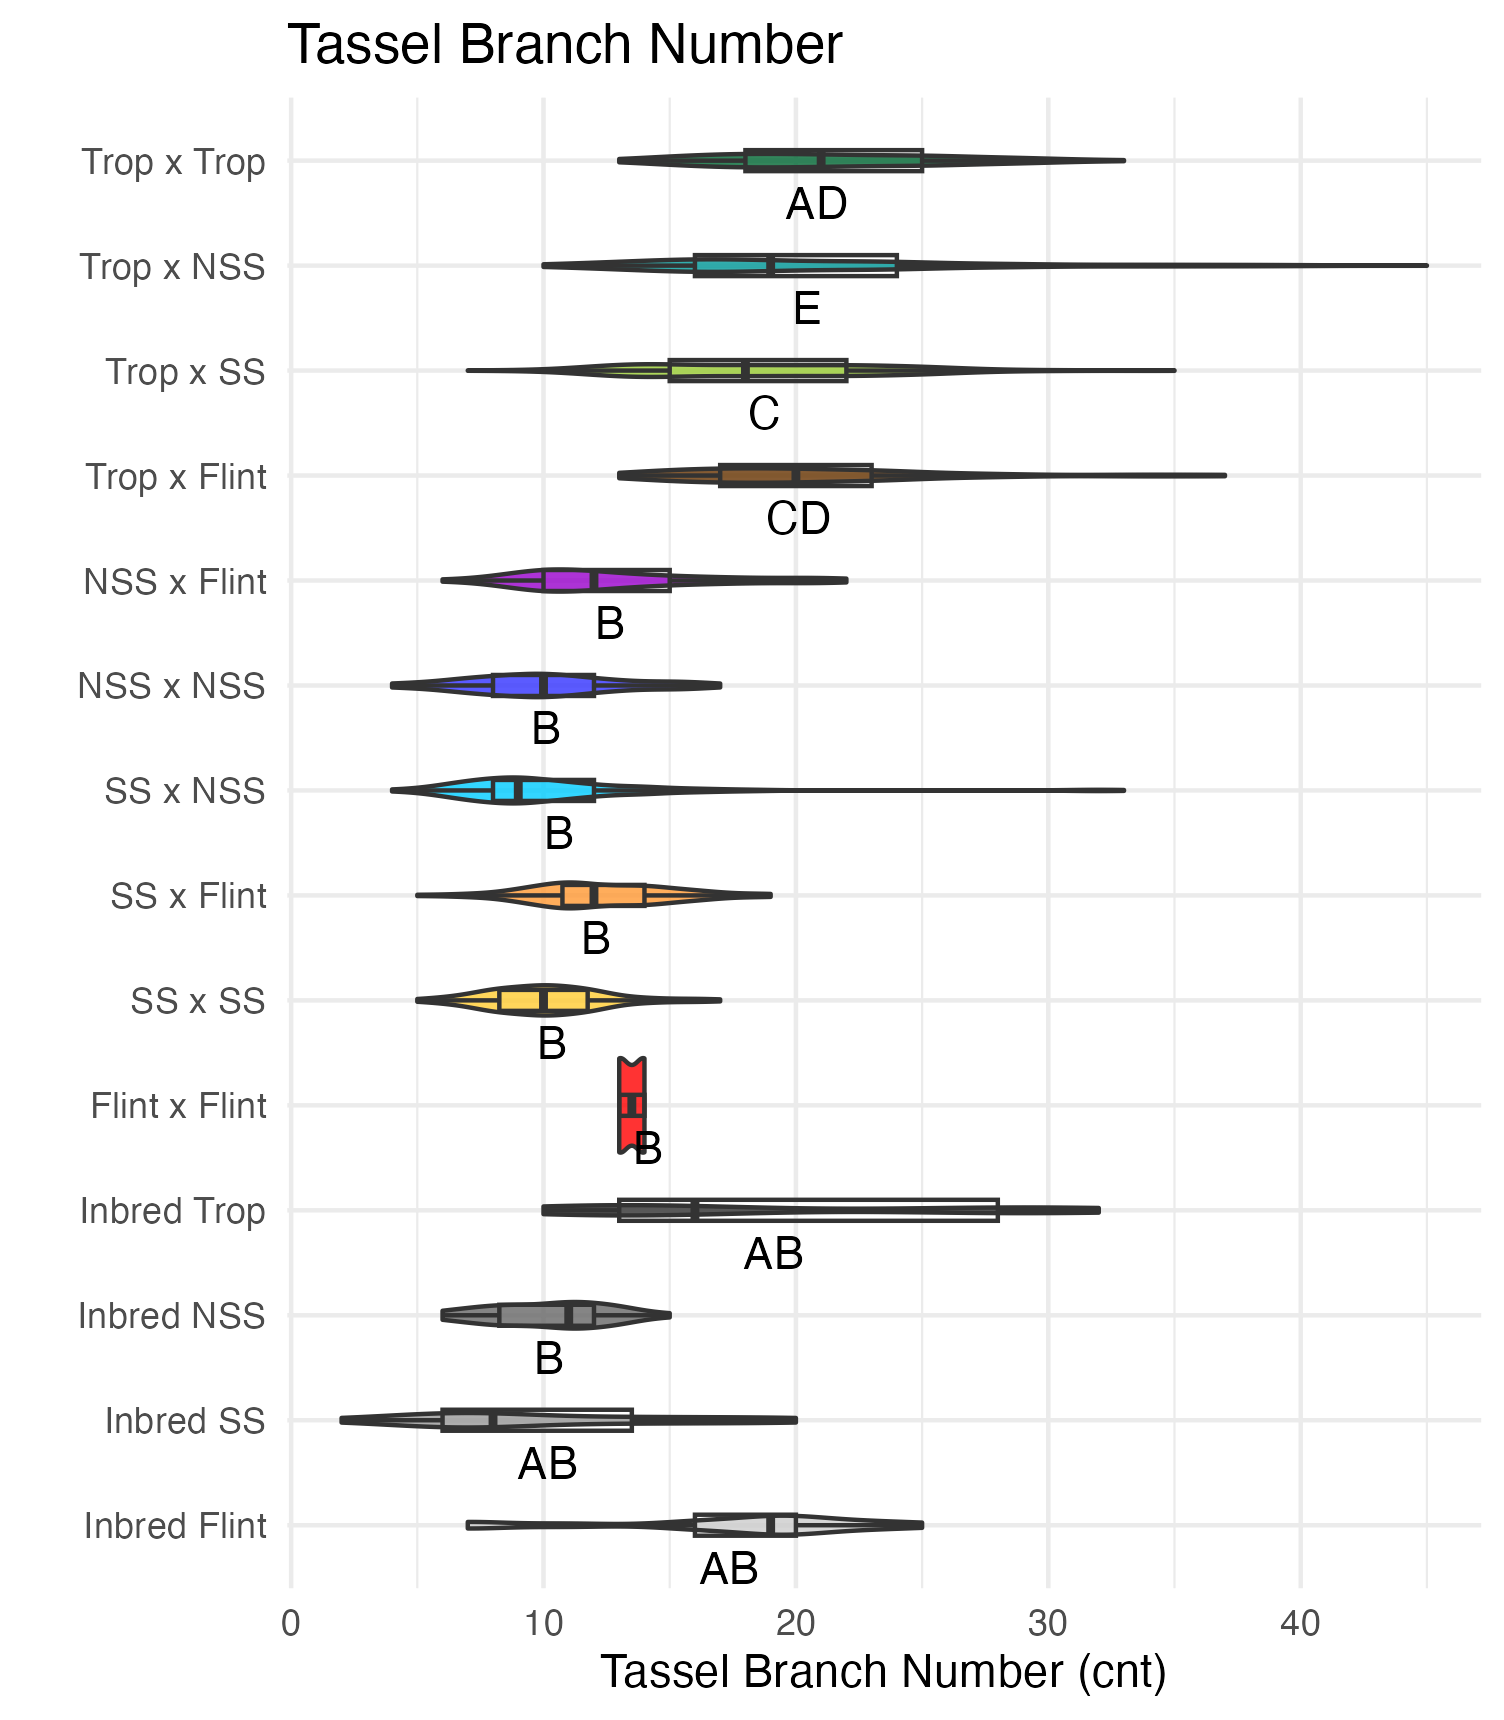 Tassel Branch Number
Trop x Trop
AD
Trop x NSS
E
Trop x SS
C
Trop x Flint
CD
NSS x Flint
B
NSS x NSS
B
SS x NSS
B
SS x Flint
B
SS x SS
B
Flint x Flint
B
Inbred Trop
AB
Inbred NSS
B
Inbred SS
AB
Inbred Flint
AB
0 10 20 30 40
Tassel Branch Number (cnt)